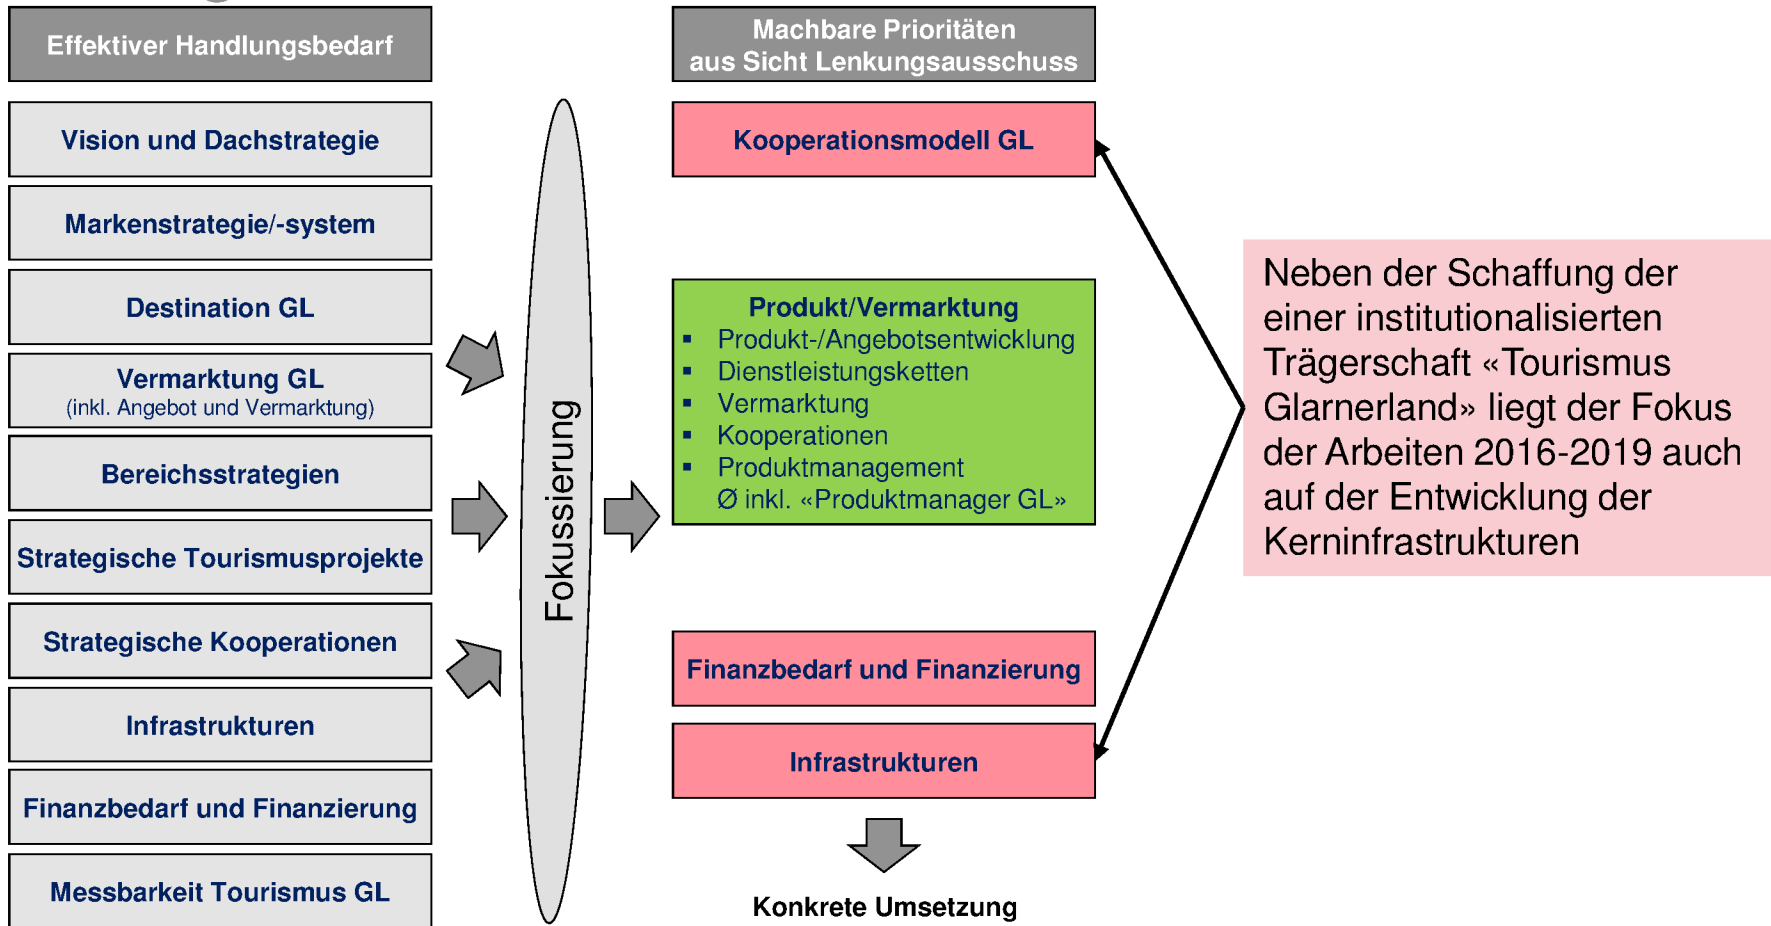 Effektiver Handlungsbedarf
Vision und Dachstrategie
Markenstrategie/-system
Destination GL
Vermarktung GL
(inkl. Angebot und Vermarktung)
Bereichsstrategien
Strategische Tourismusprojekte
Strategische Kooperationen
Infrastrukturen
Finanzbedarf und Finanzierung
Messbarkeit Tourismus GL
Fokussierung
Machbare Prioritäten
aus Sicht Lenkungsausschuss
Kooperationsmodell GL
Produkt/Vermarktung
▪ Produkt-/Angebotsentwicklung
▪ Dienstleistungsketten
▪ Vermarktung
▪ Kooperationen
▪ Produktmanagement
Ø inkl. «Produktmanager GL»
Finanzbedarf und Finanzierung
Infrastrukturen
Konkrete Umsetzung
Neben der Schaffung der
einer institutionalisierten
Trägerschaft «Tourismus
Glarnerland» liegt der Fokus
der Arbeiten 2016-2019 auch
auf der Entwicklung der
Kerninfrastrukturen